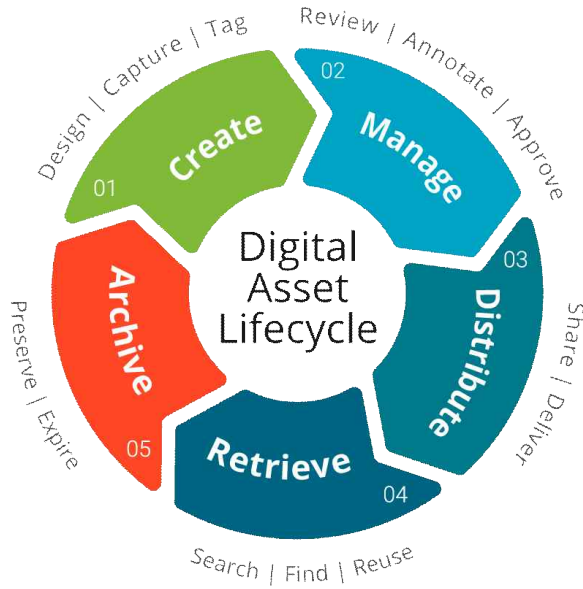 Digital
Asset
Lifecycle
Design | Capture | Tag
01
Create
Review | Annotate | Approve
02
Manage
03
Distribute
Share | Deliver
Retrieve
04
Search | Find | Reuse
Archive
05
Preserve | Expire